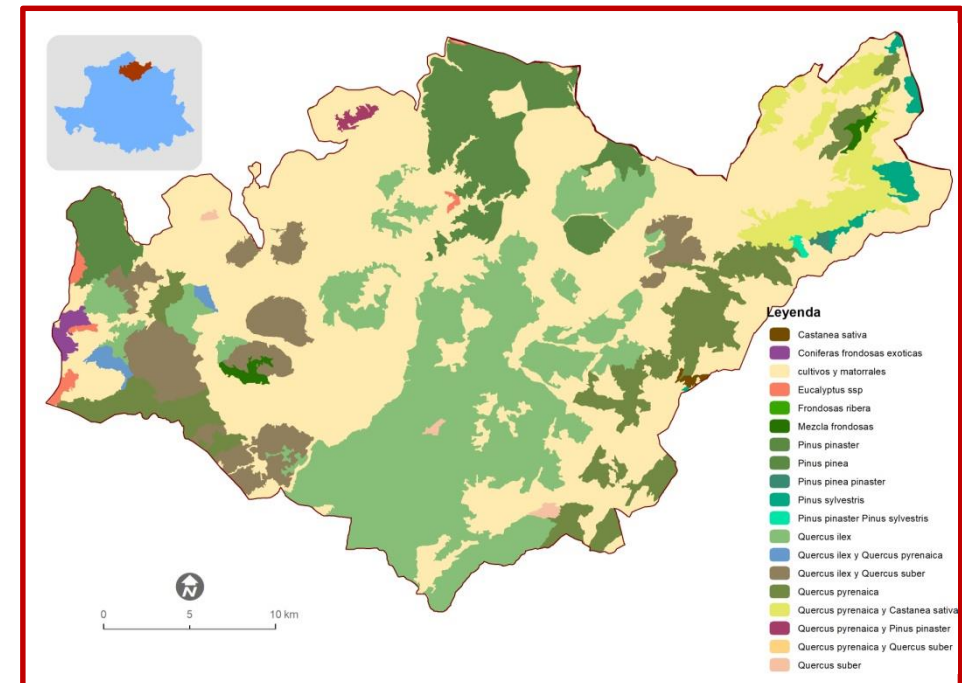 Leyenda
Castanea sativa
Coniferas frondosas exoticas
cultivos y matorrales
Eucalyptus ssp
Frondosas ribera
Mezcla frondosas
Pinus pinaster
Pinus pinea
Pinus pinea pinaster
Pinus sylvestris
Pinus pinaster Pinus sylvestris
Quercus ilex
Quercus ilex y Quercus pyrenaica
Quercus ilex y Quercus suber
Quercus pyrenaica
Quercus pyrenaica y Castanea sativa
Quercus pyrenaica y Pinus pinaster
Quercus pyrenaica y Quercus suber
Quercus suber
N
0 5 10 km